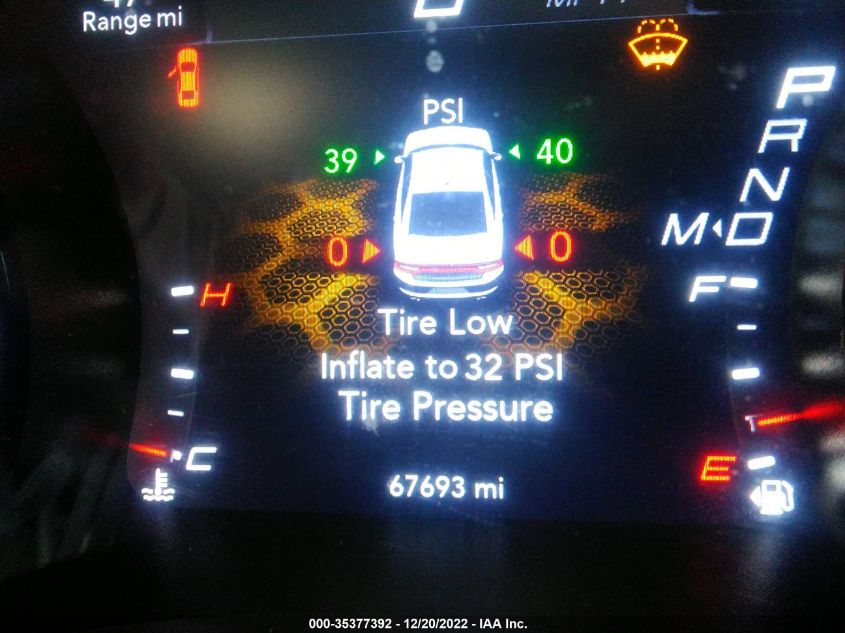 Range mi
PSI
39
40
0
0
P
R
N
M D
H
F
Tire Low
Inflate to 32 PSI
Tire Pressure
C
E
67693 mi
000-35377392 - 12/20/2022 - IAA Inc.